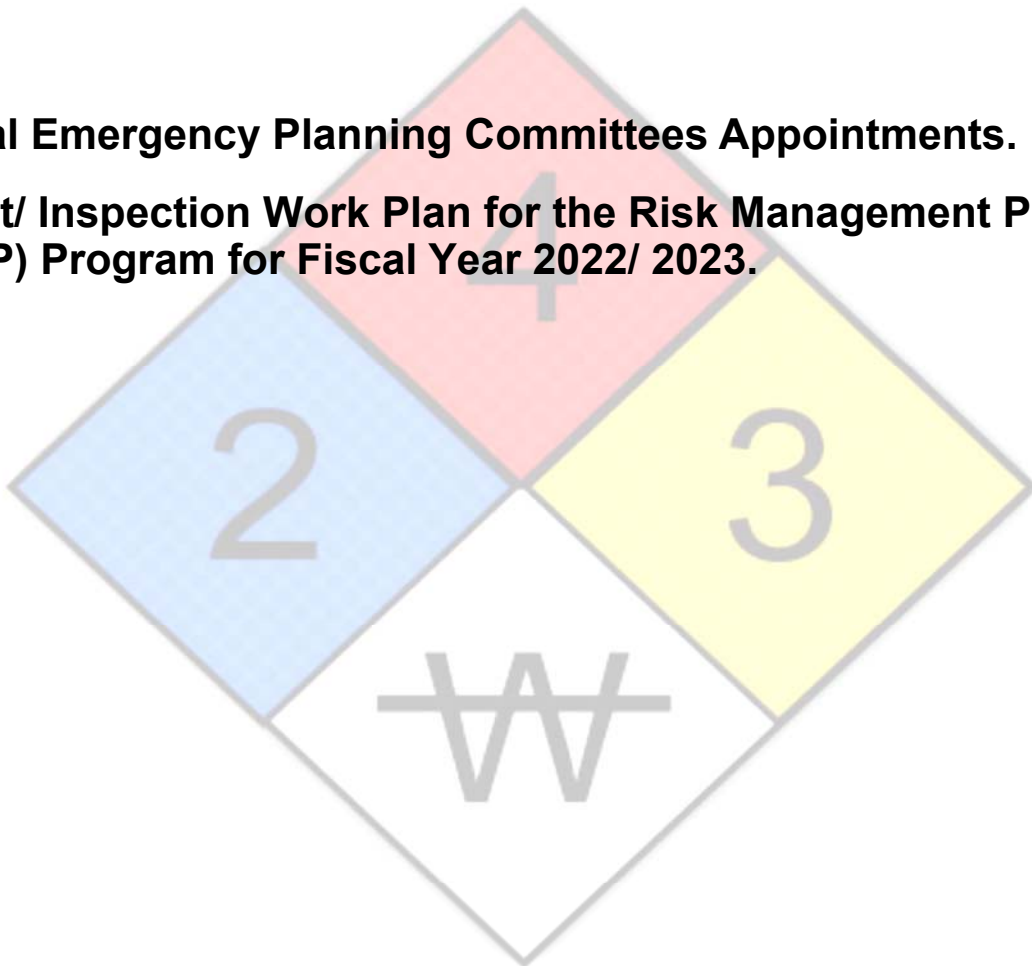 al Emergency Planning Committees Appointments.
t/ Inspection Work Plan for the Risk Management P
P) Program for Fiscal Year 2022/ 2023.
4
2 3
W